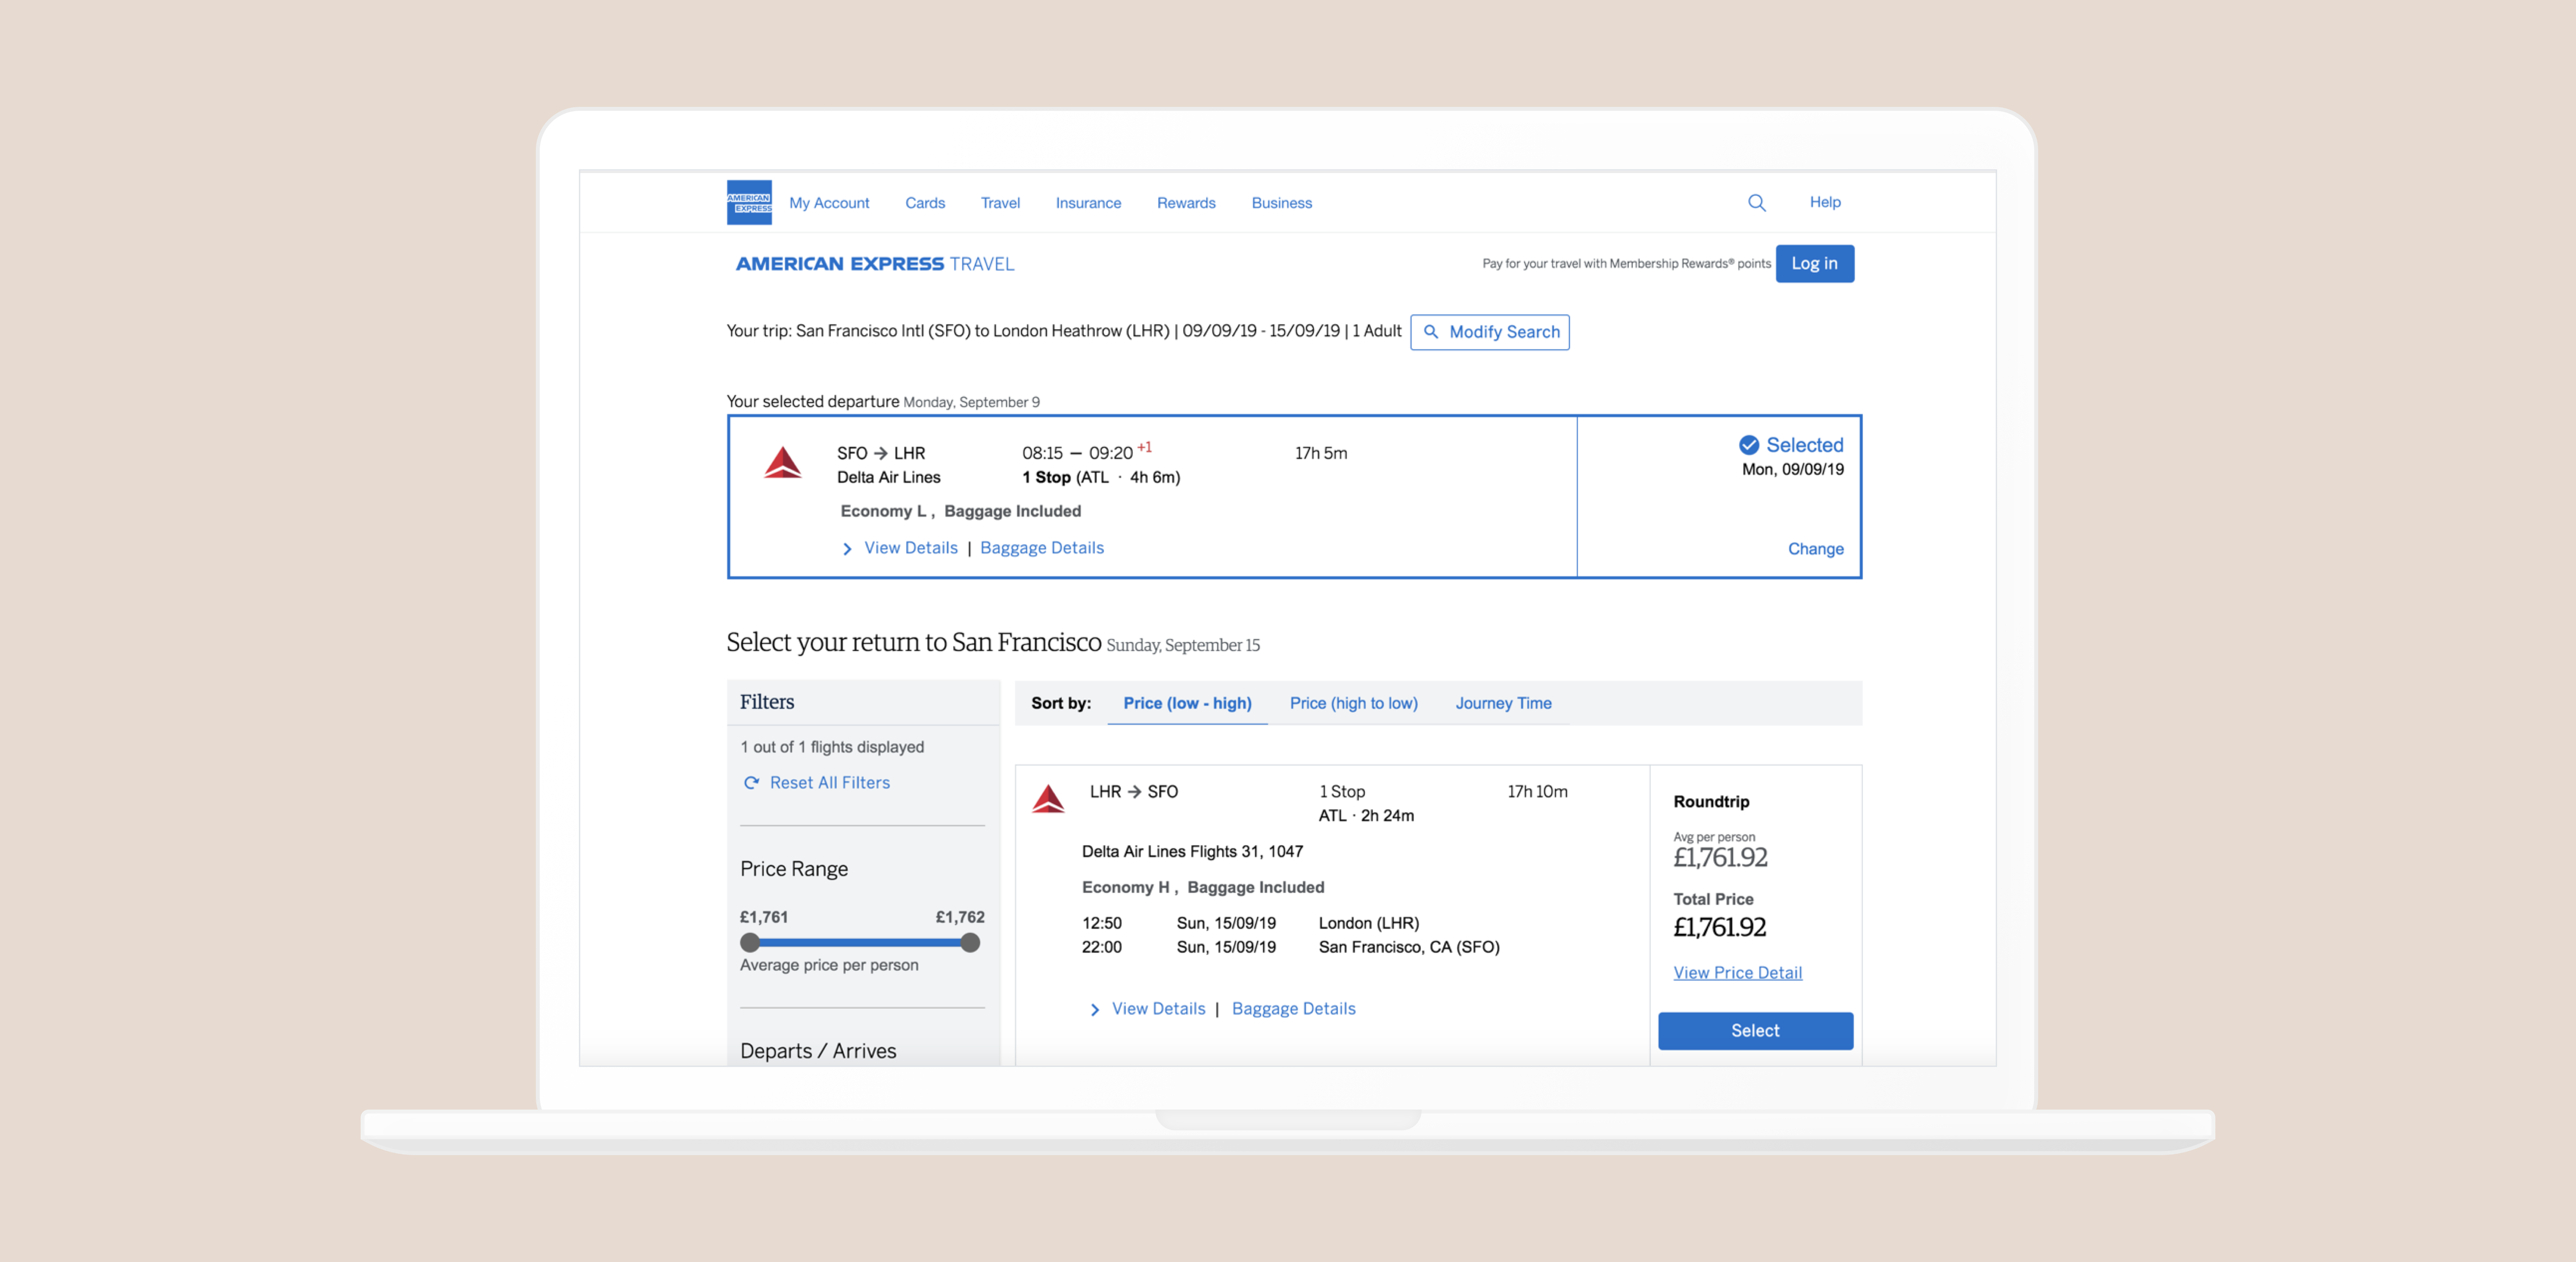 AMERICAN
EXPRESS
My Account Cards Travel Insurance Rewards Business Help
AMERICAN EXPRESS TRAVEL
Pay for your travel with Membership Rewards® points Log in
Your trip: San Francisco Intl (SFO) to London Heathrow (LHR) | 09/09/19 - 15/09/19 | 1 Adult Modify Search
Your selected departure Monday, September 9
SFO → LHR 08:15 – 09:20 +1 17h 5m Selected
Delta Air Lines 1 Stop (ATL · 4h 6m) Mon, 09/09/19
Economy L , Baggage Included
View Details | Baggage Details Change
Select your return to San Francisco Sunday, September 15
Filters
1 out of 1 flights displayed
Reset All Filters
Price Range
£1,761 £1,762
Average price per person
Departs / Arrives
Sort by: Price (low - high) Price (high to low) Journey Time
LHR → SFO 1 Stop 17h 10m
ATL · 2h 24m
Delta Air Lines Flights 31, 1047
Economy H , Baggage Included
12:50 Sun, 15/09/19 London (LHR)
22:00 Sun, 15/09/19 San Francisco, CA (SFO)
View Details | Baggage Details
Roundtrip
Avg per person
£1,761.92
Total Price
£1,761.92
View Price Detail
Select